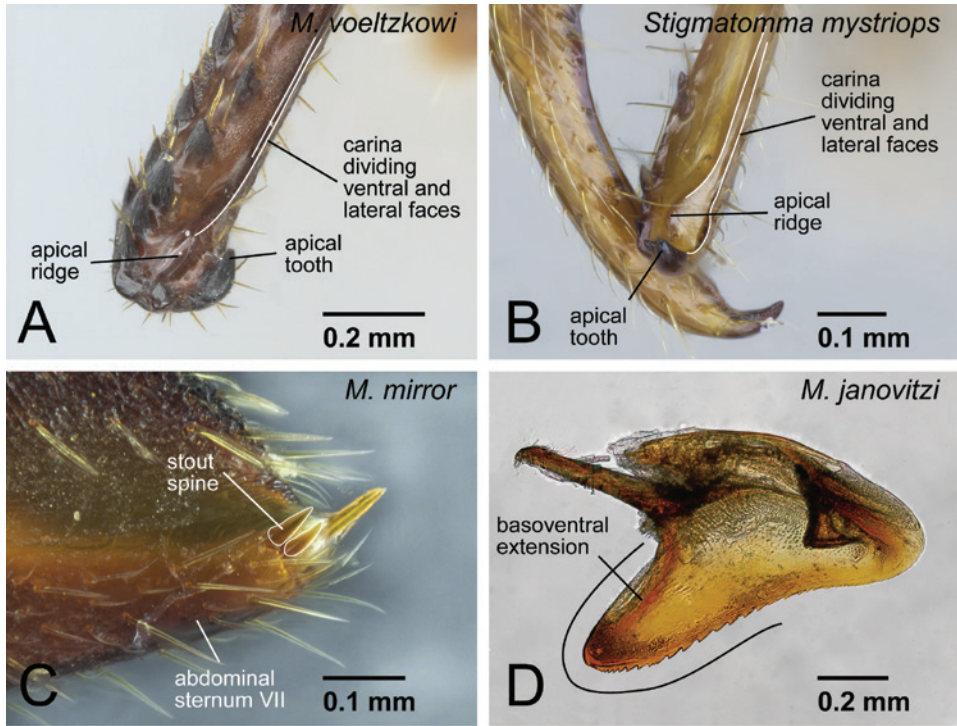 M. voeltzkowi
carina
dividing
ventral and
lateral faces
apical
ridge
apical
tooth
A
0.2 mm
Stigmatomma mystriops
carina
dividing
ventral and
lateral faces
apical
ridge
apical
tooth
B
0.1 mm
M. mirror
stout
spine
abdominal
sternum VII
C
0.1 mm
M. janovitzi
basoventral
extension
D
0.2 mm